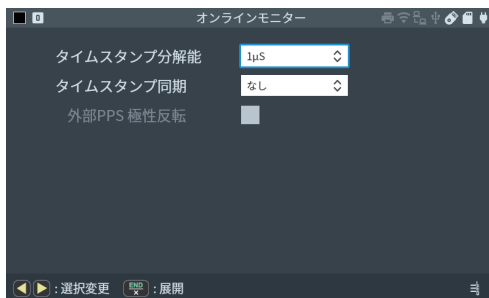 0 オンラインモニター
タイムスタンプ分解能 1µS
タイムスタンプ同期 なし
外部PPS 極性反転
:選択変更 END × :展開